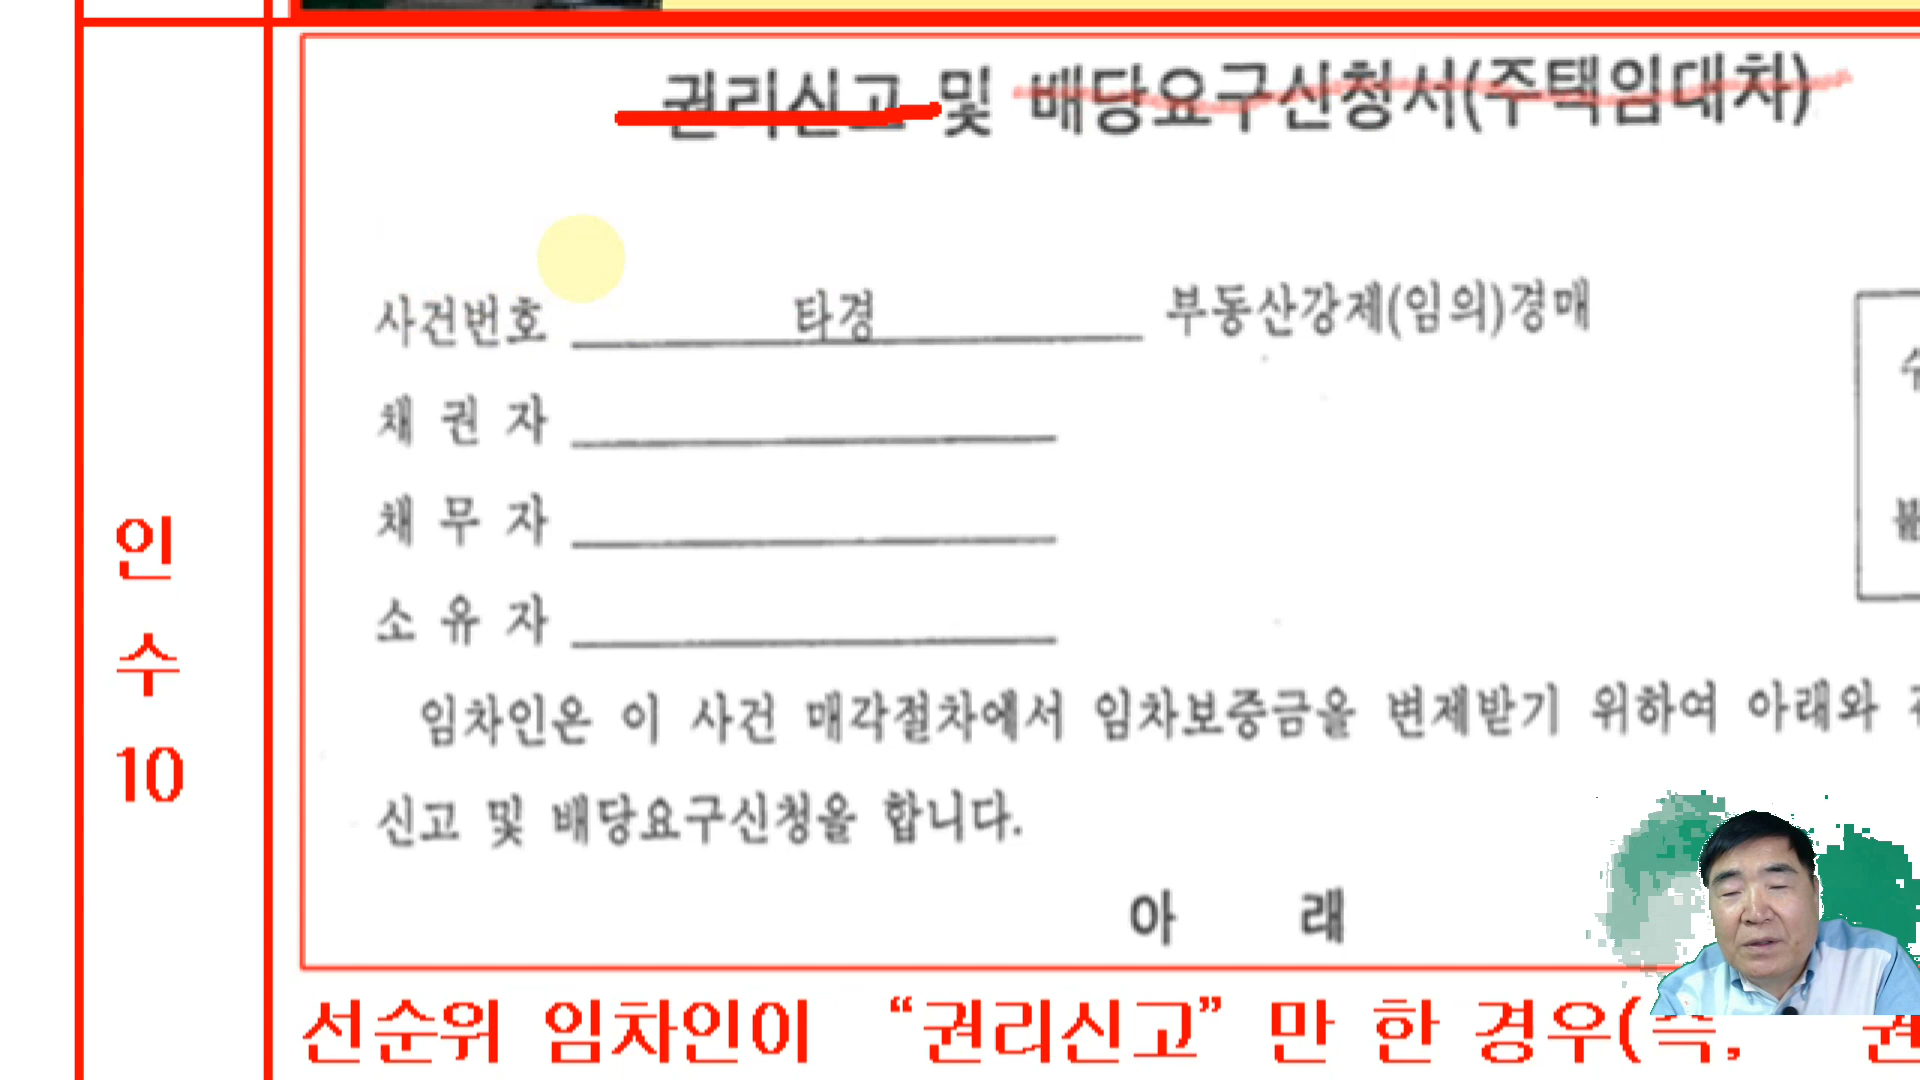 권리신고 및 배당요구신청서(주택임대차)
사건번호 타경 부동산강제(임의)경매
채 권 자
채 무 자
소 유 자
임차인은 이 사건 매각절차에서 임차보증금을 변제받기 위하여 아래와
신고 및 배당요구신청을 합니다.
아 래
인
수
10
선순위 임차인이 “권리신고” 만 한 경우(즉,